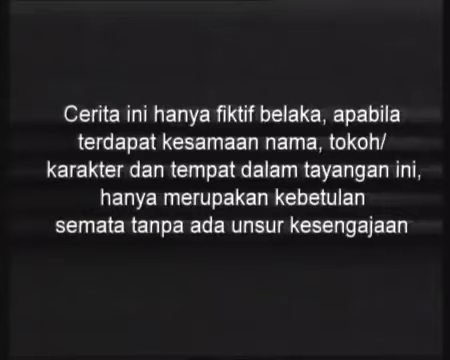 Cerita ini hanya fiktif belaka, apabila
terdapat kesamaan nama, tokoh/
karakter dan tempat dalam tayangan ini,
hanya merupakan kebetulan
semata tanpa ada unsur kesengajaan